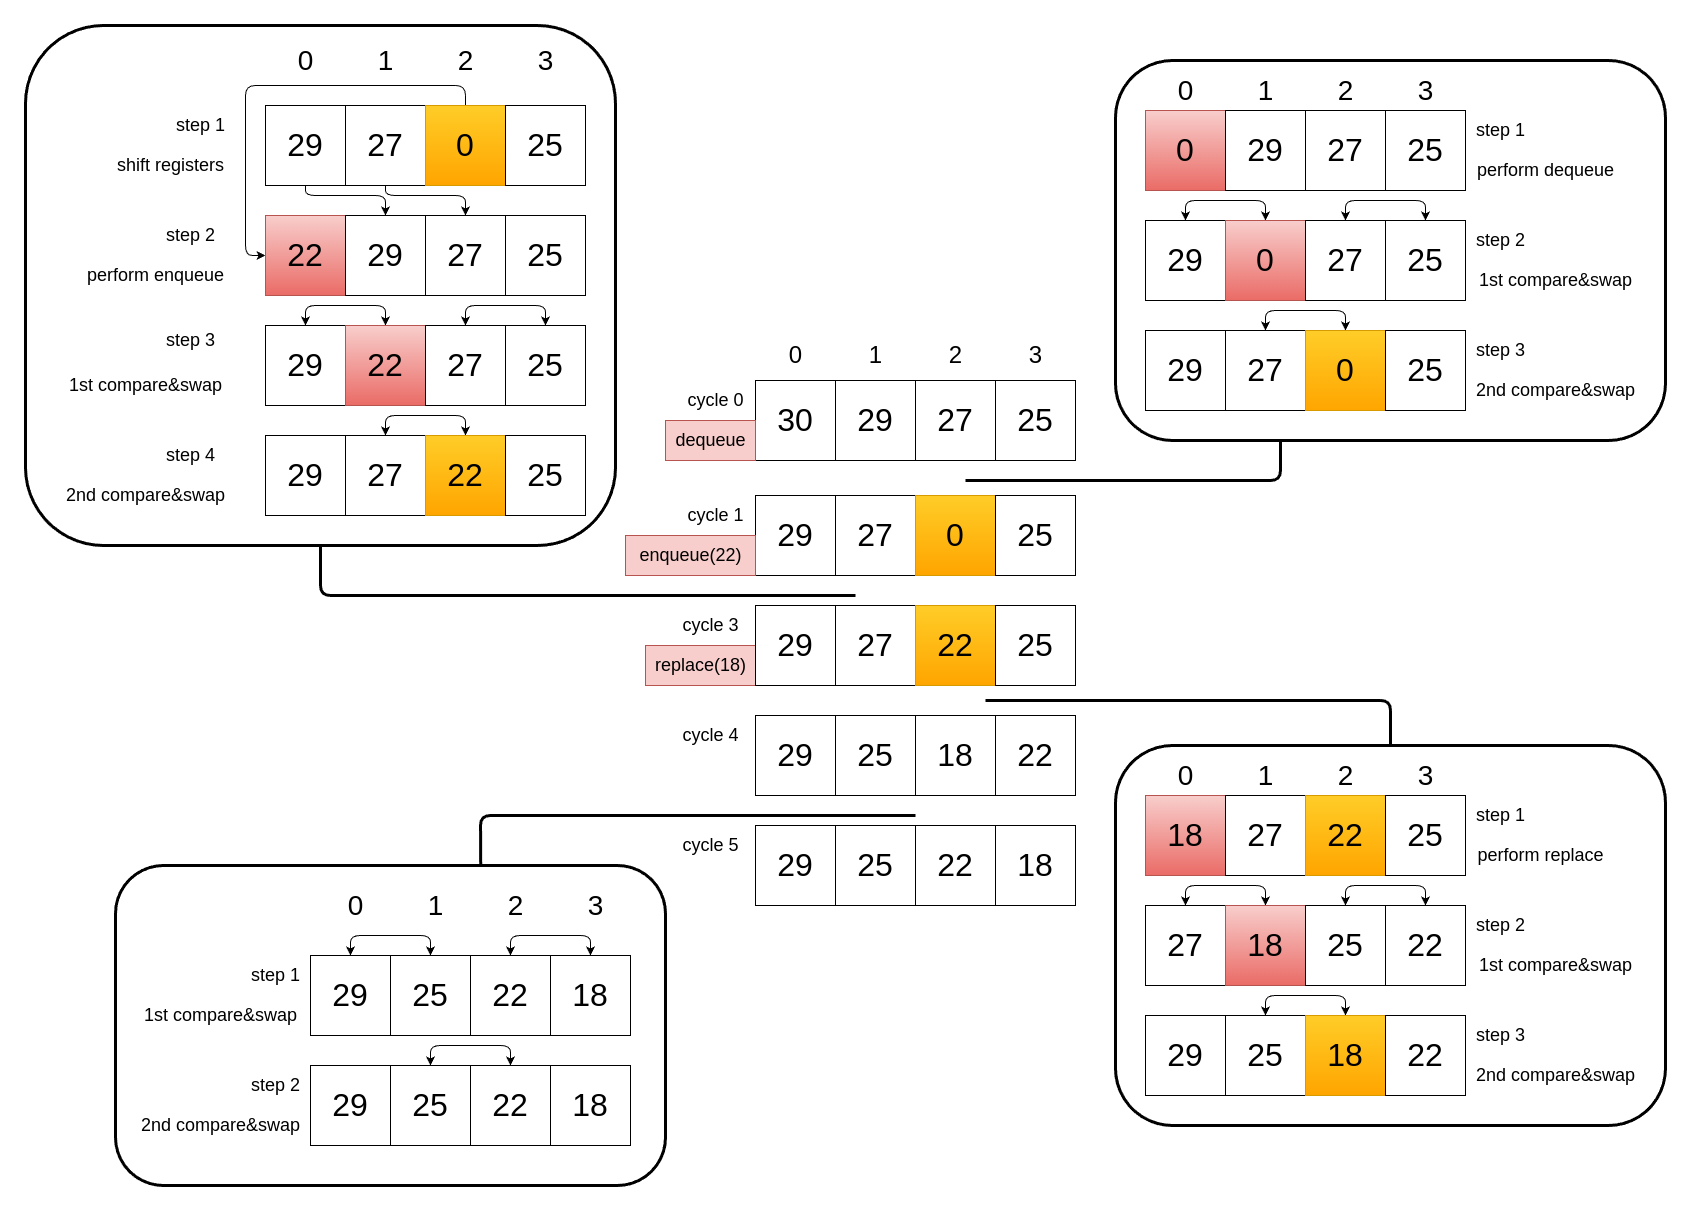 0 1 2 3
step 1
shift registers
29 27 0 25
step 2
perform enqueue
22 29 27 25
step 3
1st compare&swap
29 22 27 25
step 4
2nd compare&swap
29 27 22 25
0 1 2 3
0 29 27 25
step 1
perform dequeue
29 0 27 25
step 2
1st compare&swap
29 27 0 25
step 3
2nd compare&swap
0 1 2 3
cycle 0
dequeue
30 29 27 25
cycle 1
enqueue(22)
29 27 0 25
cycle 3
replace(18)
29 27 22 25
cycle 4
29 25 18 22
cycle 5
29 25 22 18
0 1 2 3
18 27 22 25
step 1
perform replace
27 18 25 22
step 2
1st compare&swap
29 25 18 22
step 3
2nd compare&swap
0 1 2 3
step 1
1st compare&swap
29 25 22 18
step 2
2nd compare&swap
29 25 22 18